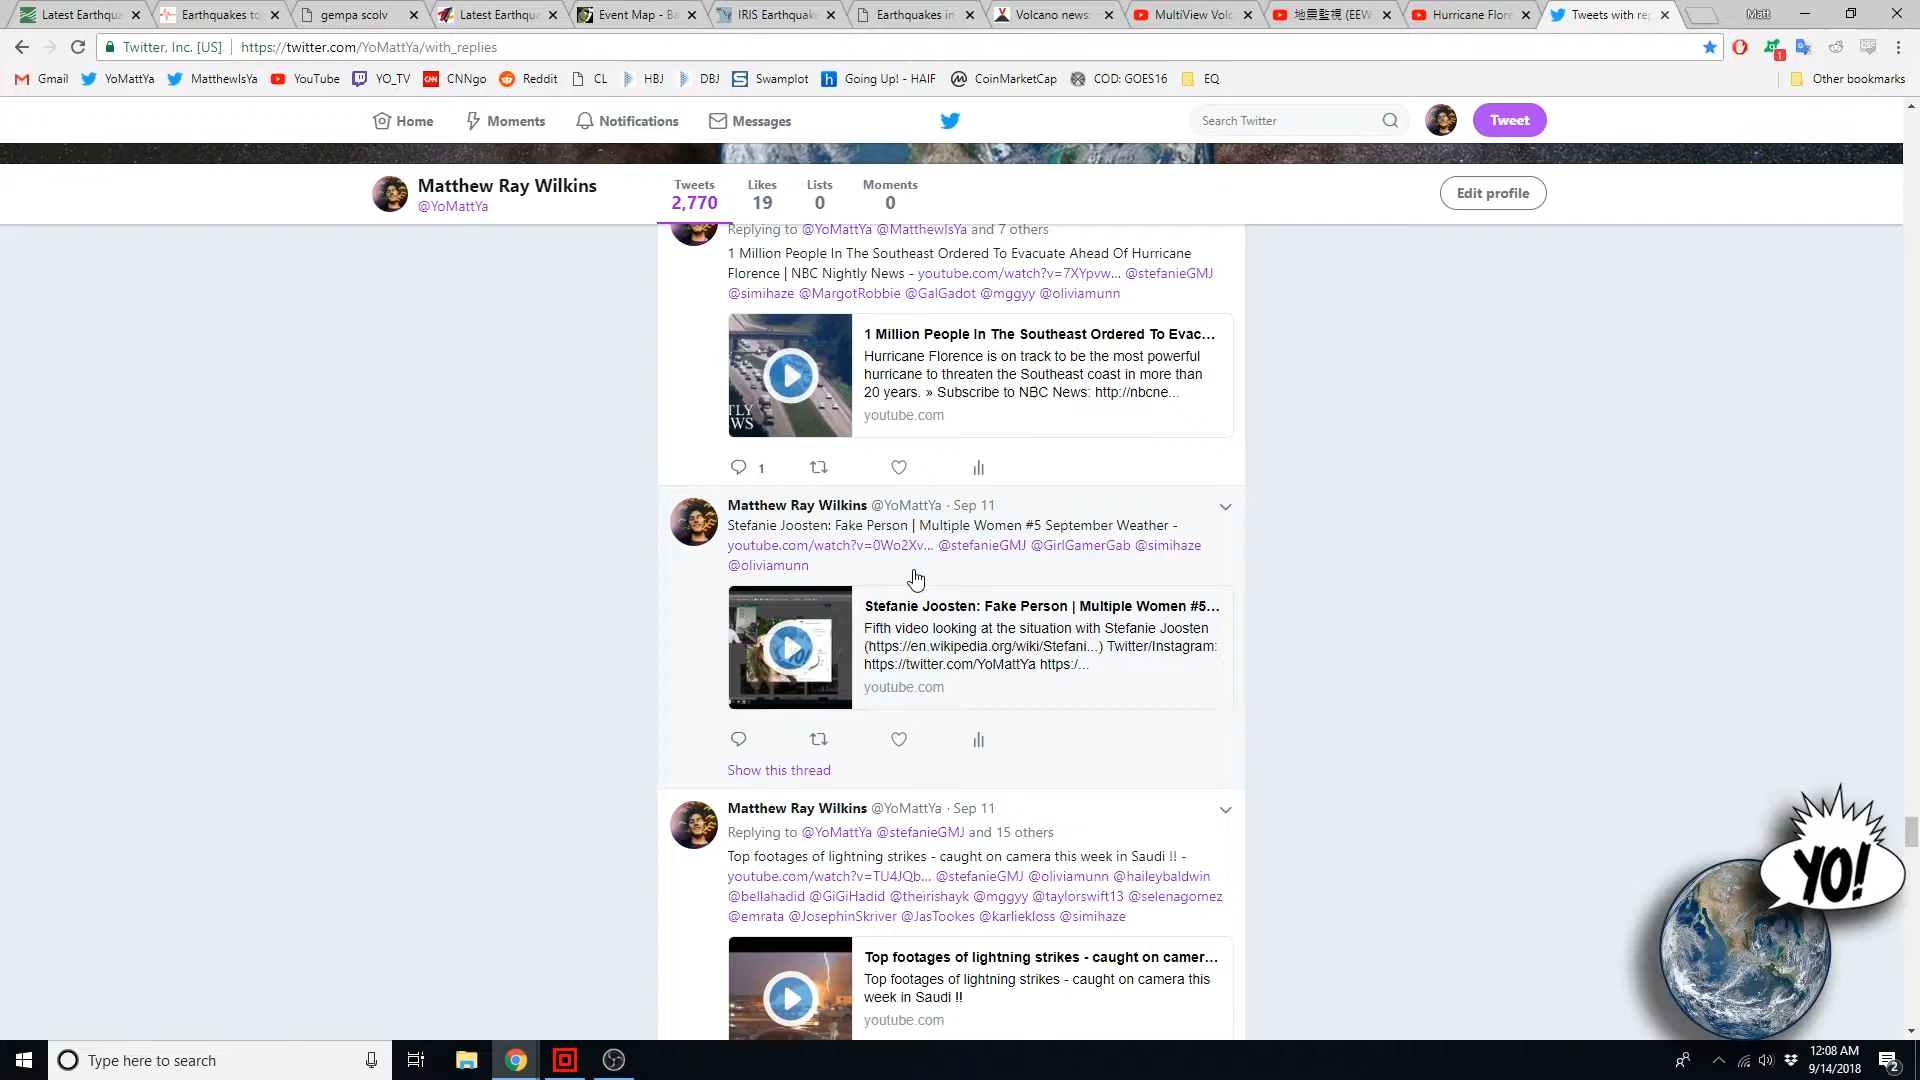 Latest Earthqua
Earthquakes to
gempa scolv
Latest Earthqu
Event Map - Ba
IRIS Earthquak
Earthquakes in
Volcano news:
MultiView Volc
地震監視 (EEW
Hurricane Flore
Tweets with rep
Matt
Twitter, Inc. [US]
https://twitter.com/YoMattYa/with_replies
Gmail
YoMattYa
MatthewIsYa
YouTube
YO_TV
CNNgo
Reddit
CL
HBJ
DBJ
Swamplot
Going Up! - HAIF
CoinMarketCap
COD: GOES16
EQ
Other bookmarks
Home
Moments
Notifications
Messages
Search Twitter
Tweet
Matthew Ray Wilkins
@YoMattYa
Tweets
2,770
Likes
19
Lists
0
Moments
0
Edit profile
Replying to @YoMattYa @MatthewIsYa and 7 others
1 Million People In The Southeast Ordered To Evacuate Ahead Of Hurricane
Florence | NBC Nightly News - youtube.com/watch?v=7XYpvw... @stefanieGMJ
@simihaze @MargotRobbie @GalGadot @mggyy @oliviamunn
TLY
WS
1 Million People In The Southeast Ordered To Evac...
Hurricane Florence is on track to be the most powerful
hurricane to threaten the Southeast coast in more than
20 years. » Subscribe to NBC News: http://nbcne...
youtube.com
1
Matthew Ray Wilkins @YoMattYa · Sep 11
Stefanie Joosten: Fake Person | Multiple Women #5 September Weather -
youtube.com/watch?v=0Wo2Xv... @stefanieGMJ @GirlGamerGab @simihaze
@oliviamunn
YO!
Stefanie Joosten: Fake Person | Multiple Women #5...
Fifth video looking at the situation with Stefanie Joosten
(https://en.wikipedia.org/wiki/Stefani...) Twitter/Instagram:
https://twitter.com/YoMattYa https:/...
youtube.com
Show this thread
Matthew Ray Wilkins @YoMattYa · Sep 11
Replying to @YoMattYa @stefanieGMJ and 15 others
Top footages of lightning strikes - caught on camera this week in Saudi !! -
youtube.com/watch?v=TU4JQb... @stefanieGMJ @oliviamunn @haileybaldwin
@bellahadid @GiGiHadid @theirishayk @mggyy @taylorswift13 @selenagomez
@emrata @JosephinSkriver @JasTookes @karliekloss @simihaze
Top footages of lightning strikes - caught on camer...
Top footages of lightning strikes - caught on camera this
week in Saudi !!
youtube.com
YO!
Type here to search
12:08 AM
9/14/2018
2